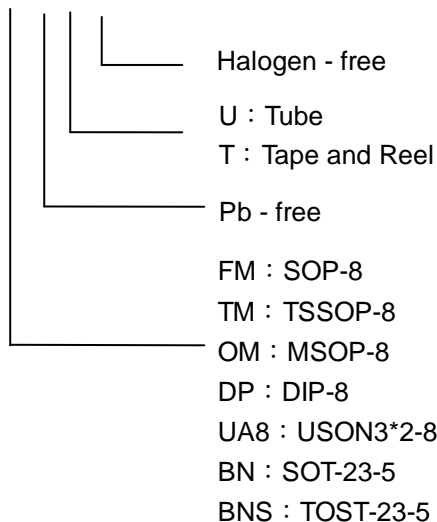 Halogen - free
U：Tube
T：Tape and Reel
Pb - free
FM：SOP-8
TM：TSSOP-8
OM：MSOP-8
DP：DIP-8
UA8：USON3*2-8
BN：SOT-23-5
BNS：TOST-23-5